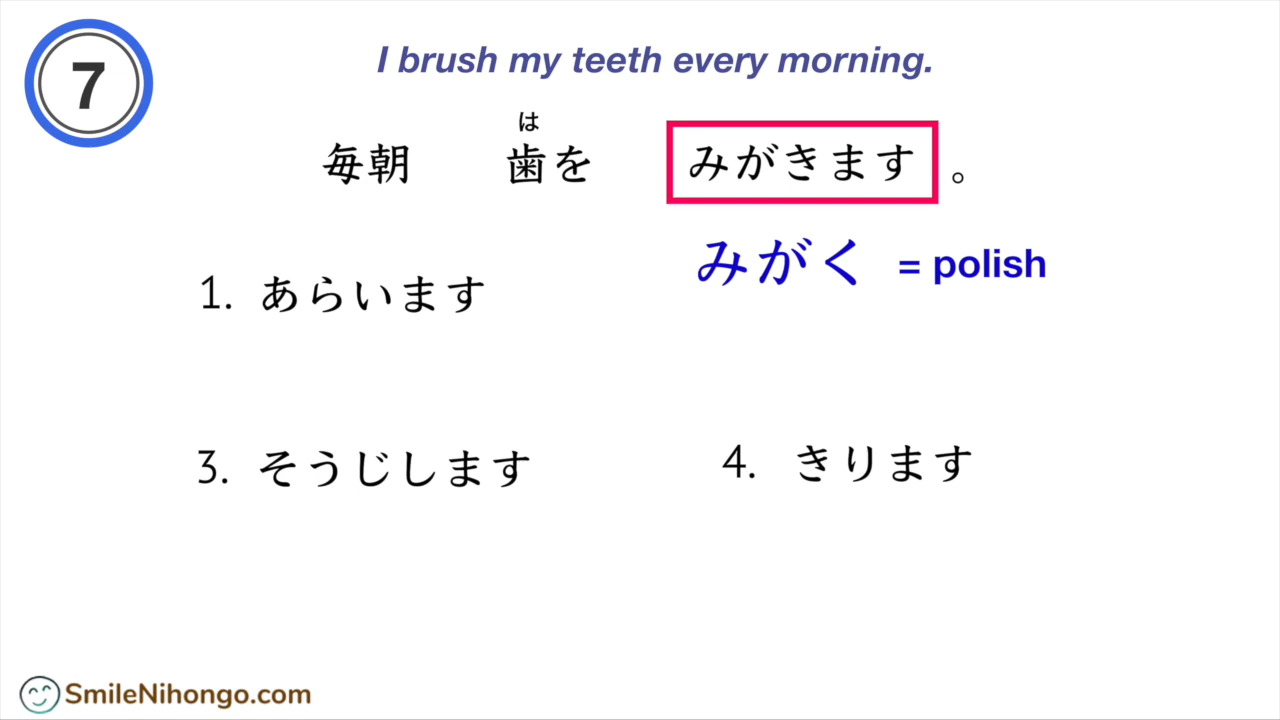 7
I brush my teeth every morning.
は
毎朝 歯を みがきます 。
みがく = polish
1. あらいます
3. そうじします
4. きります
SmileNihongo.com